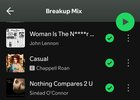 Breakup Mix
Woman Is The N****r ...
John Lennon
Casual
E Chappell Roan
Nothing Compares 2 U
Sinéad O'Connor